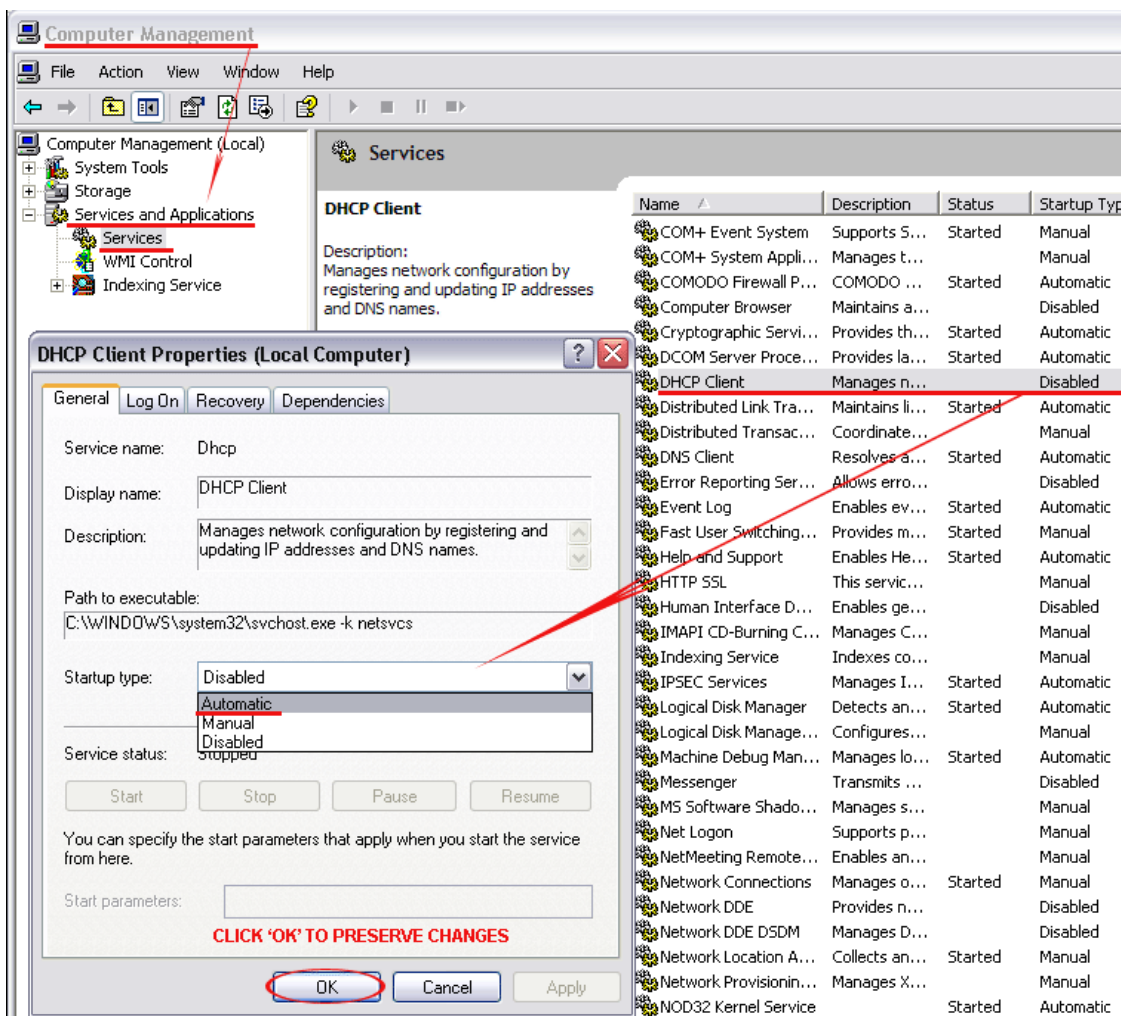 Computer Management
File Action View Window Help
Computer Management (Local)
System Tools
Storage
Services and Applications
Services
WMI Control
Indexing Service
Services
DHCP Client
Description:
Manages network configuration by
registering and updating IP addresses
and DNS names.
Name Description Status Startup Typ
COM+ Event System Supports S... Started Manual
COM+ System Appli... Manages t... Manual
COMODO Firewall P... COMODO ... Started Automatic
Computer Browser Maintains a... Disabled
Cryptographic Servi... Provides th... Started Automatic
DCOM Server Proce... Provides la... Started Automatic
DHCP Client Manages n... Disabled
Distributed Link Tra... Maintains li... Started Automatic
Distributed Transac... Coordinate... Manual
DNS Client Resolves a... Started Automatic
Error Reporting Ser... Allows erro... Disabled
Event Log Enables ev... Started Automatic
Fast User Switching... Provides m... Started Manual
Help and Support Enables He... Started Automatic
HTTP SSL This servic... Manual
Human Interface D... Enables ge... Disabled
IMAPI CD-Burning C... Manages C... Manual
Indexing Service Indexes co... Manual
IPSEC Services Manages I... Started Automatic
Logical Disk Manager Detects an... Started Automatic
Logical Disk Manage... Configures... Manual
Machine Debug Man... Manages lo... Started Automatic
Messenger Transmits ... Disabled
MS Software Shado... Manages s... Manual
Net Logon Supports p... Manual
NetMeeting Remote... Enables an... Manual
Network Connections Manages o... Started Manual
Network DDE Provides n... Disabled
Network DDE DSDM Manages D... Disabled
Network Location A... Collects an... Started Manual
Network Provisionin... Manages X... Manual
NOD32 Kernel Service Started Automatic
DHCP Client Properties (Local Computer)
General Log On Recovery Dependencies
Service name: Dhcp
Display name: DHCP Client
Description: Manages network configuration by registering and
updating IP addresses and DNS names.
Path to executable:
C:\WINDOWS\system32\svchost.exe -k netsvcs
Startup type: Disabled
Automatic
Manual
Disabled
Service status: Stopped
Start Stop Pause Resume
You can specify the start parameters that apply when you start the service
from here.
Start parameters:
CLICK ‘OK’ TO PRESERVE CHANGES
OK Cancel Apply